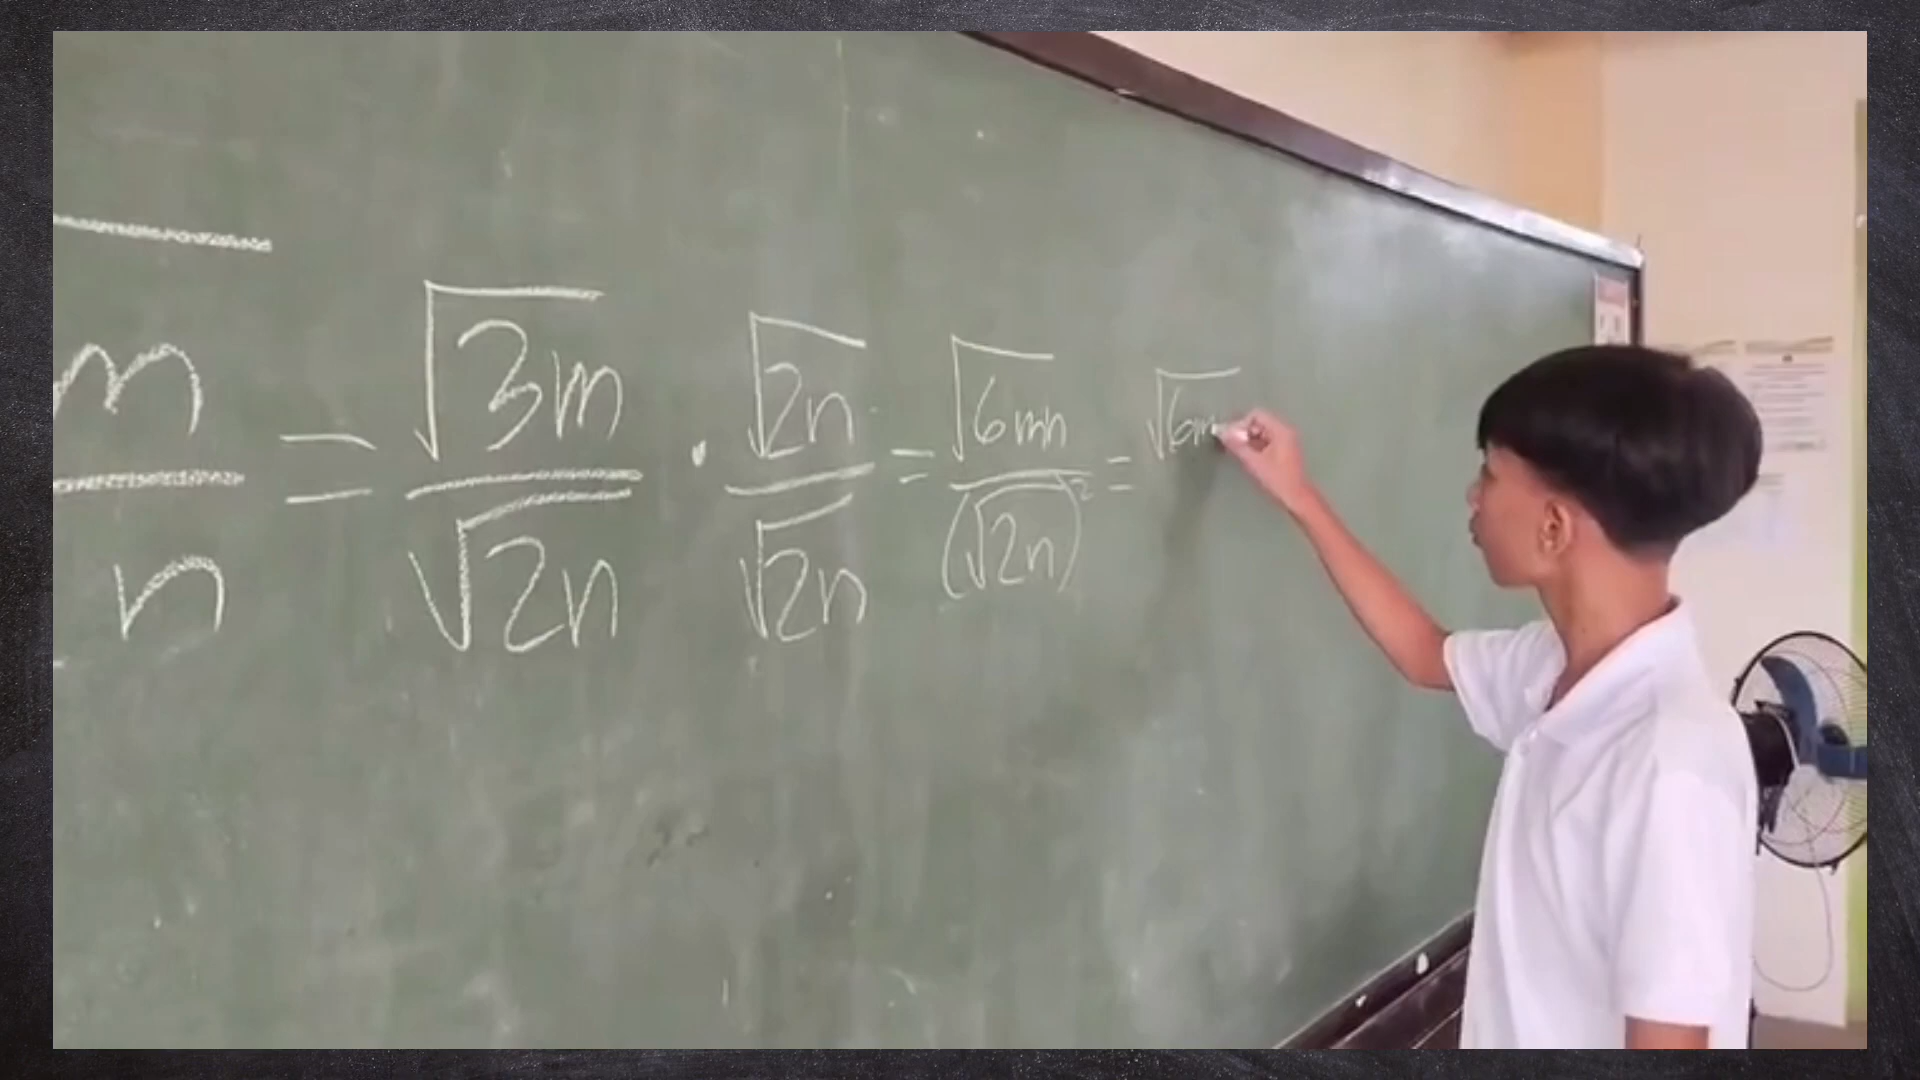 m/n = √3m/√2n · √2n/√2n = √6mn/(√2n)² = √6m